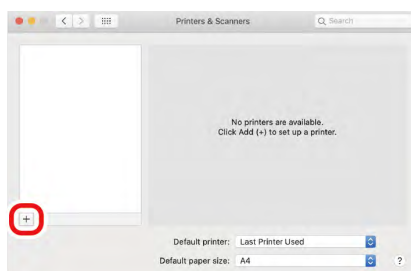 Printers & Scanners
Search
No printers are available.
Click Add (+) to set up a printer.
+
Default printer: Last Printer Used
Default paper size: A4
?